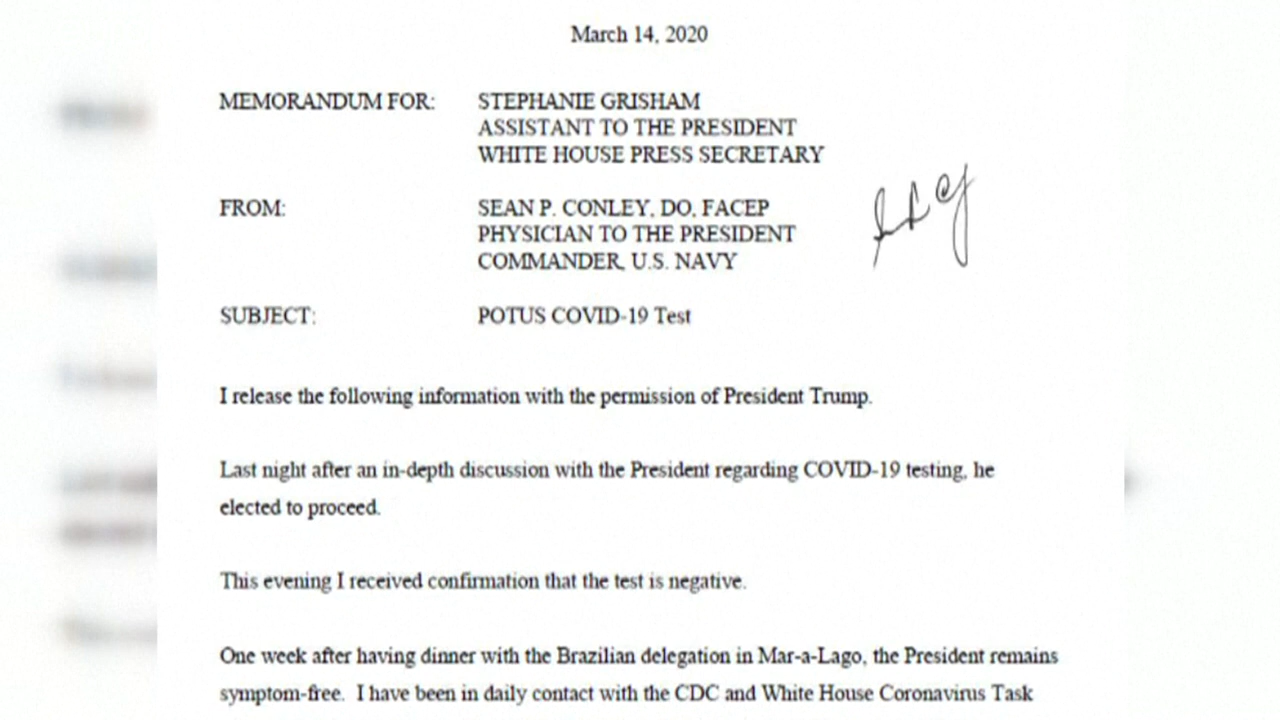 March 14, 2020
MEMORANDUM FOR: STEPHANIE GRISHAM
ASSISTANT TO THE PRESIDENT
WHITE HOUSE PRESS SECRETARY
FROM: SEAN P. CONLEY, DO, FACEP
PHYSICIAN TO THE PRESIDENT
COMMANDER, U.S. NAVY
SUBJECT: POTUS COVID-19 Test
I release the following information with the permission of President Trump.
Last night after an in-depth discussion with the President regarding COVID-19 testing, he
elected to proceed.
This evening I received confirmation that the test is negative.
One week after having dinner with the Brazilian delegation in Mar-a-Lago, the President remains
symptom-free. I have been in daily contact with the CDC and White House Coronavirus Task